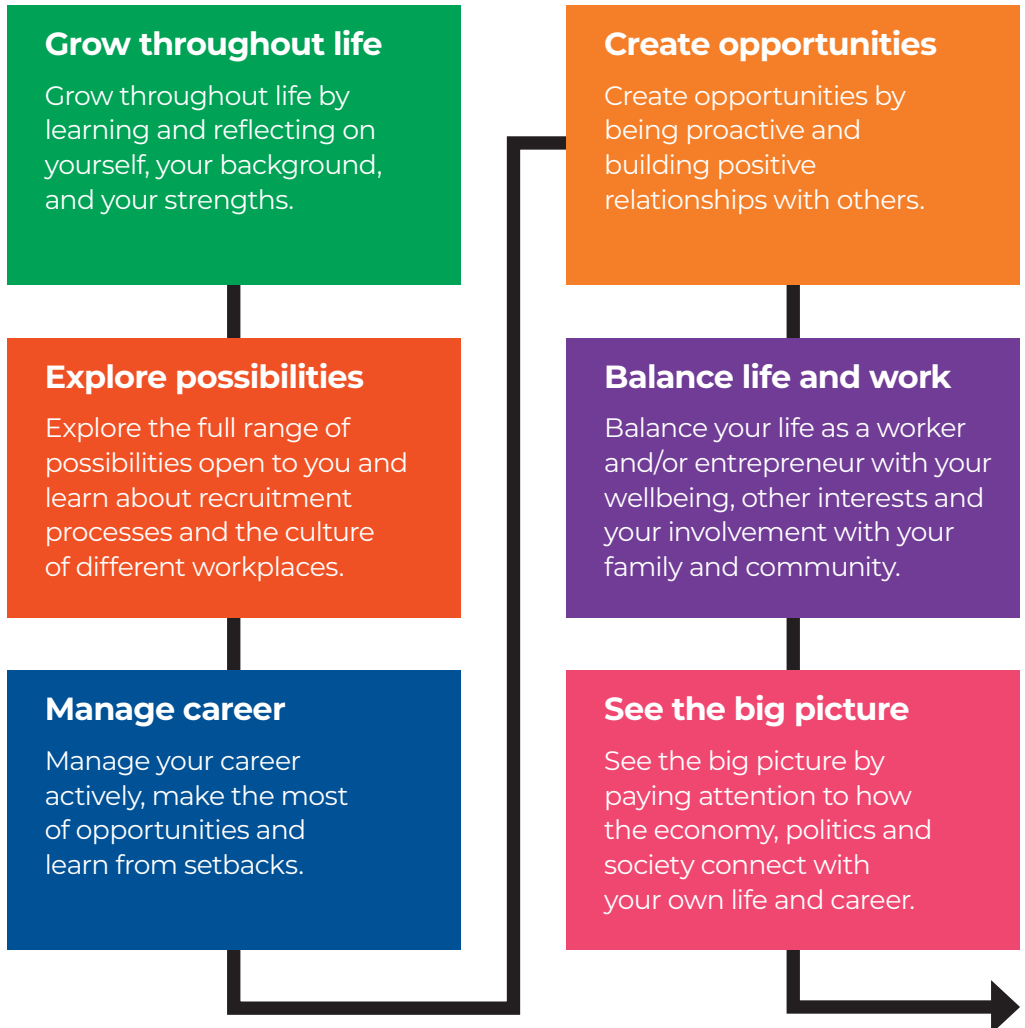 Grow throughout life
Grow throughout life by
learning and reflecting on
yourself, your background,
and your strengths.
Explore possibilities
Explore the full range of
possibilities open to you and
learn about recruitment
processes and the culture
of different workplaces.
Manage career
Manage your career
actively, make the most
of opportunities and
learn from setbacks.
Create opportunities
Create opportunities by
being proactive and
building positive
relationships with others.
Balance life and work
Balance your life as a worker
and/or entrepreneur with your
wellbeing, other interests and
your involvement with your
family and community.
See the big picture
See the big picture by
paying attention to how
the economy, politics and
society connect with
your own life and career.